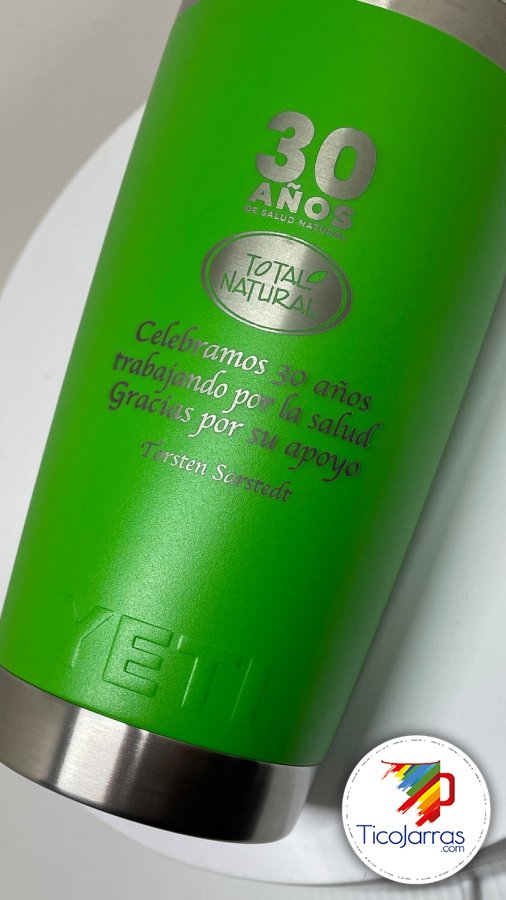 30
AÑOS
DE SALUD NATURAL
TOTAL
NATURAL
Celebramos 30 años
trabajando por la salud
Gracias por su apoyo
Torsten Sarstedt
YETI
TicoJarras
.com